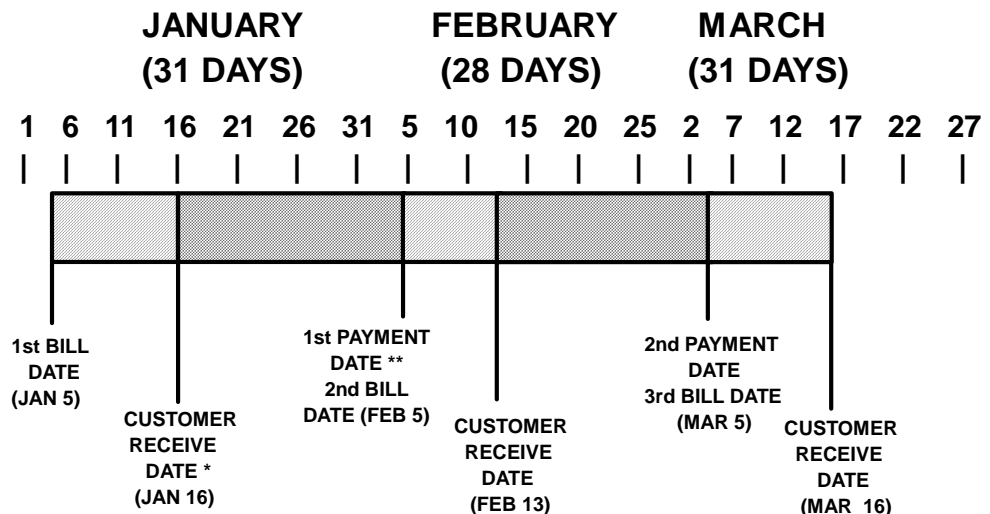 JANUARY FEBRUARY MARCH
(31 DAYS) (28 DAYS) (31 DAYS)
1 6 11 16 21 26 31 5 10 15 20 25 2 7 12 17 22 27
1st BILL
DATE
(JAN 5)
CUSTOMER
RECEIVE
DATE *
(JAN 16)
1st PAYMENT
DATE **
2nd BILL
DATE (FEB 5)
CUSTOMER
RECEIVE
DATE
(FEB 13)
2nd PAYMENT
DATE
3rd BILL DATE
(MAR 5)
CUSTOMER
RECEIVE
DATE
(MAR 16)